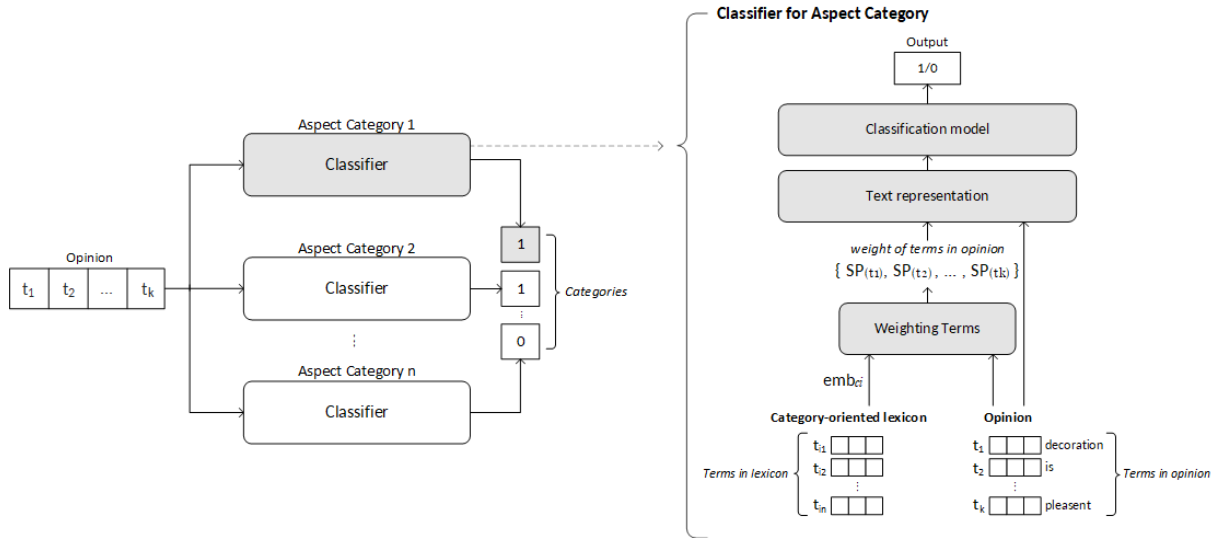 Classifier for Aspect Category
Output
1/0
Classification model
Text representation
weight of terms in opinion
{ SP(t1), SP(t2), ... , SP(tk) }
Weighting Terms
embci
Category-oriented lexicon
Opinion
Terms in lexicon
ti1
ti2
⋮
tin
t1 decoration
t2 is
⋮
tk pleasent
Terms in opinion
Aspect Category 1
Classifier
Aspect Category 2
Classifier
⋮
Aspect Category n
Classifier
Opinion
t1 t2 ... tk
1
1
⋮
0
Categories